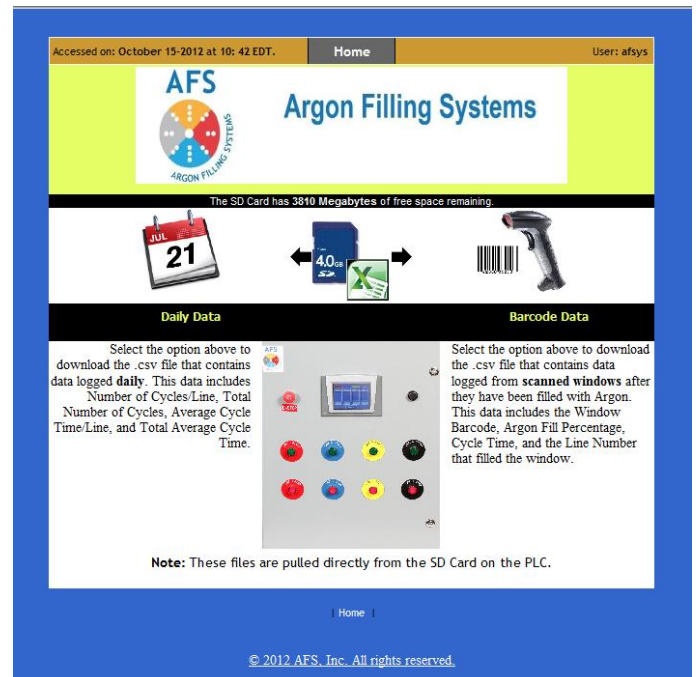 Accessed on: October 15-2012 at 10: 42 EDT.
Home
User: afsys
AFS
ARGON FILLING SYSTEMS
Argon Filling Systems
The SD Card has 3810 Megabytes of free space remaining.
JUL
21
4.0GB
Daily Data
Barcode Data
Select the option above to
download the .csv file that contains
data logged daily. This data includes
Number of Cycles/Line, Total
Number of Cycles, Average Cycle
Time/Line, and Total Average Cycle
Time.
AFS
E-STOP
Select the option above to download
the .csv file that contains data
logged from scanned windows after
they have been filled with Argon.
This data includes the Window
Barcode, Argon Fill Percentage,
Cycle Time, and the Line Number
that filled the window.
Note: These files are pulled directly from the SD Card on the PLC.
| Home |
© 2012 AFS, Inc. All rights reserved.